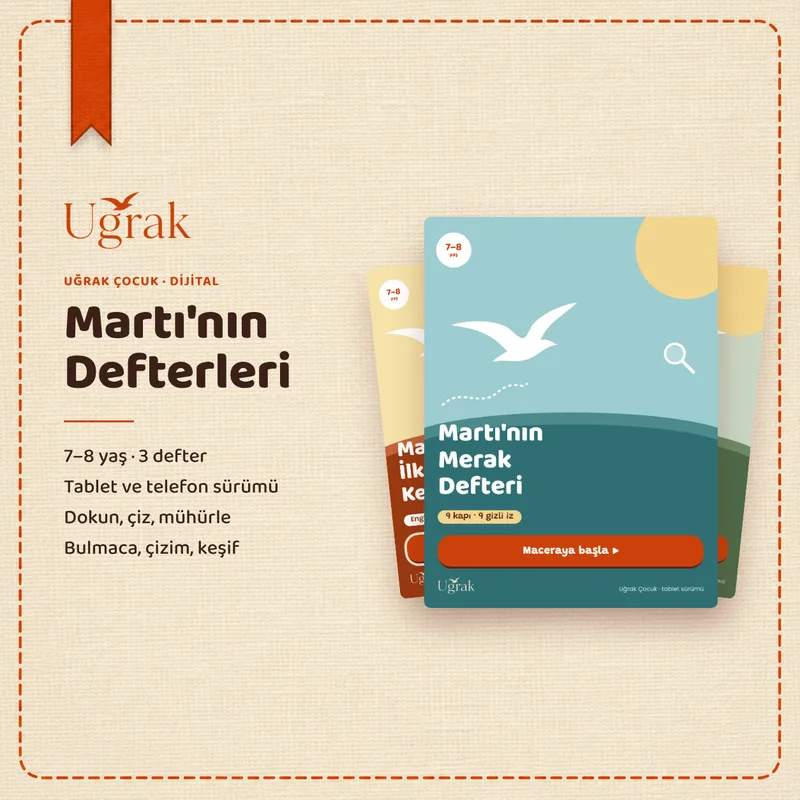 Uğrak
UĞRAK ÇOCUK · DİJİTAL
Martı'nın
Defterleri
7–8 yaş · 3 defter
Tablet ve telefon sürümü
Dokun, çiz, mühürle
Bulmaca, çizim, keşif
7–8
yaş
7–8
yaş
Martı'nın
Merak
Defteri
9 kapı · 9 gizli iz
Maceraya başla ▸
Uğrak
Uğrak Çocuk · tablet sürümü